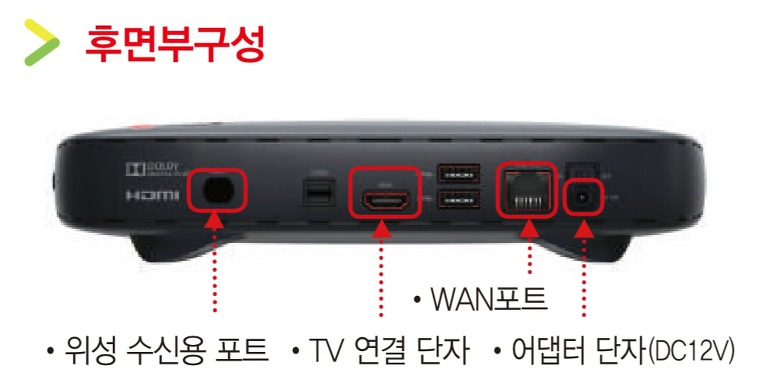 후면부구성
HDMI
• WAN포트
• 위성 수신용 포트 • TV 연결 단자 • 어댑터 단자(DC12V)